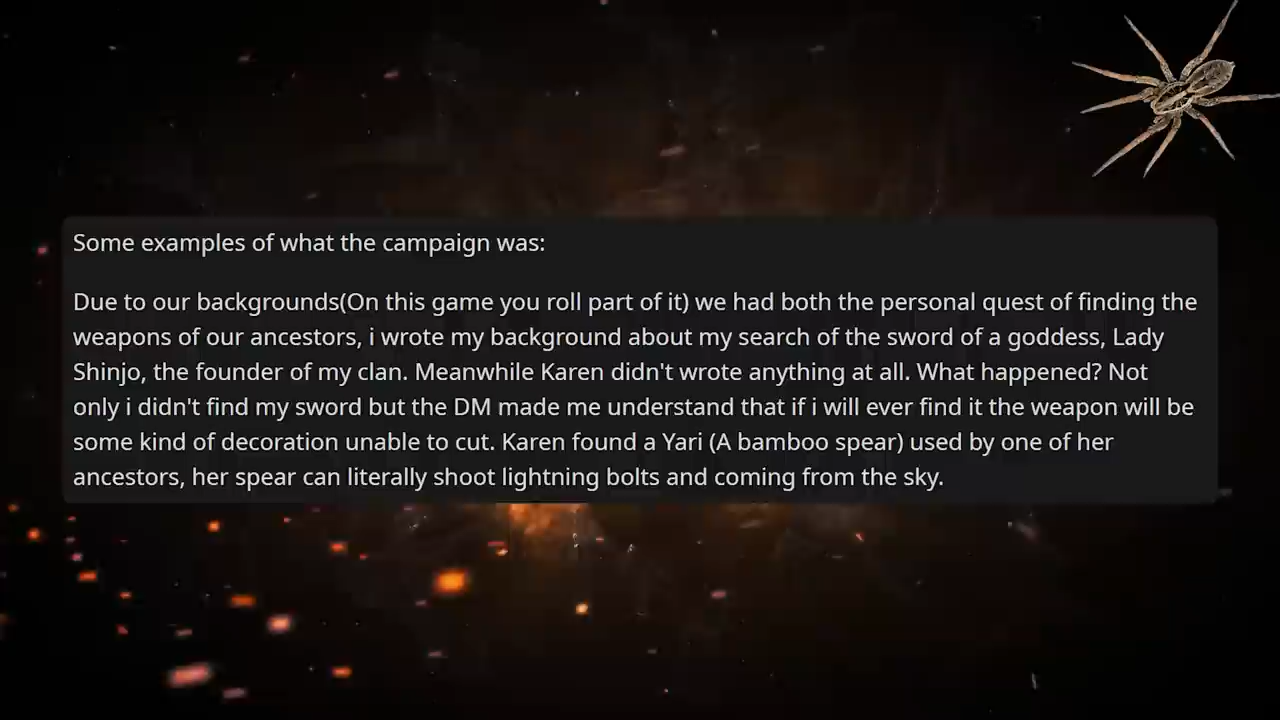 Some examples of what the campaign was:
Due to our backgrounds(On this game you roll part of it) we had both the personal quest of finding the
weapons of our ancestors, i wrote my background about my search of the sword of a goddess, Lady
Shinjo, the founder of my clan. Meanwhile Karen didn't wrote anything at all. What happened? Not
only i didn't find my sword but the DM made me understand that if i will ever find it the weapon will be
some kind of decoration unable to cut. Karen found a Yari (A bamboo spear) used by one of her
ancestors, her spear can literally shoot lightning bolts and coming from the sky.